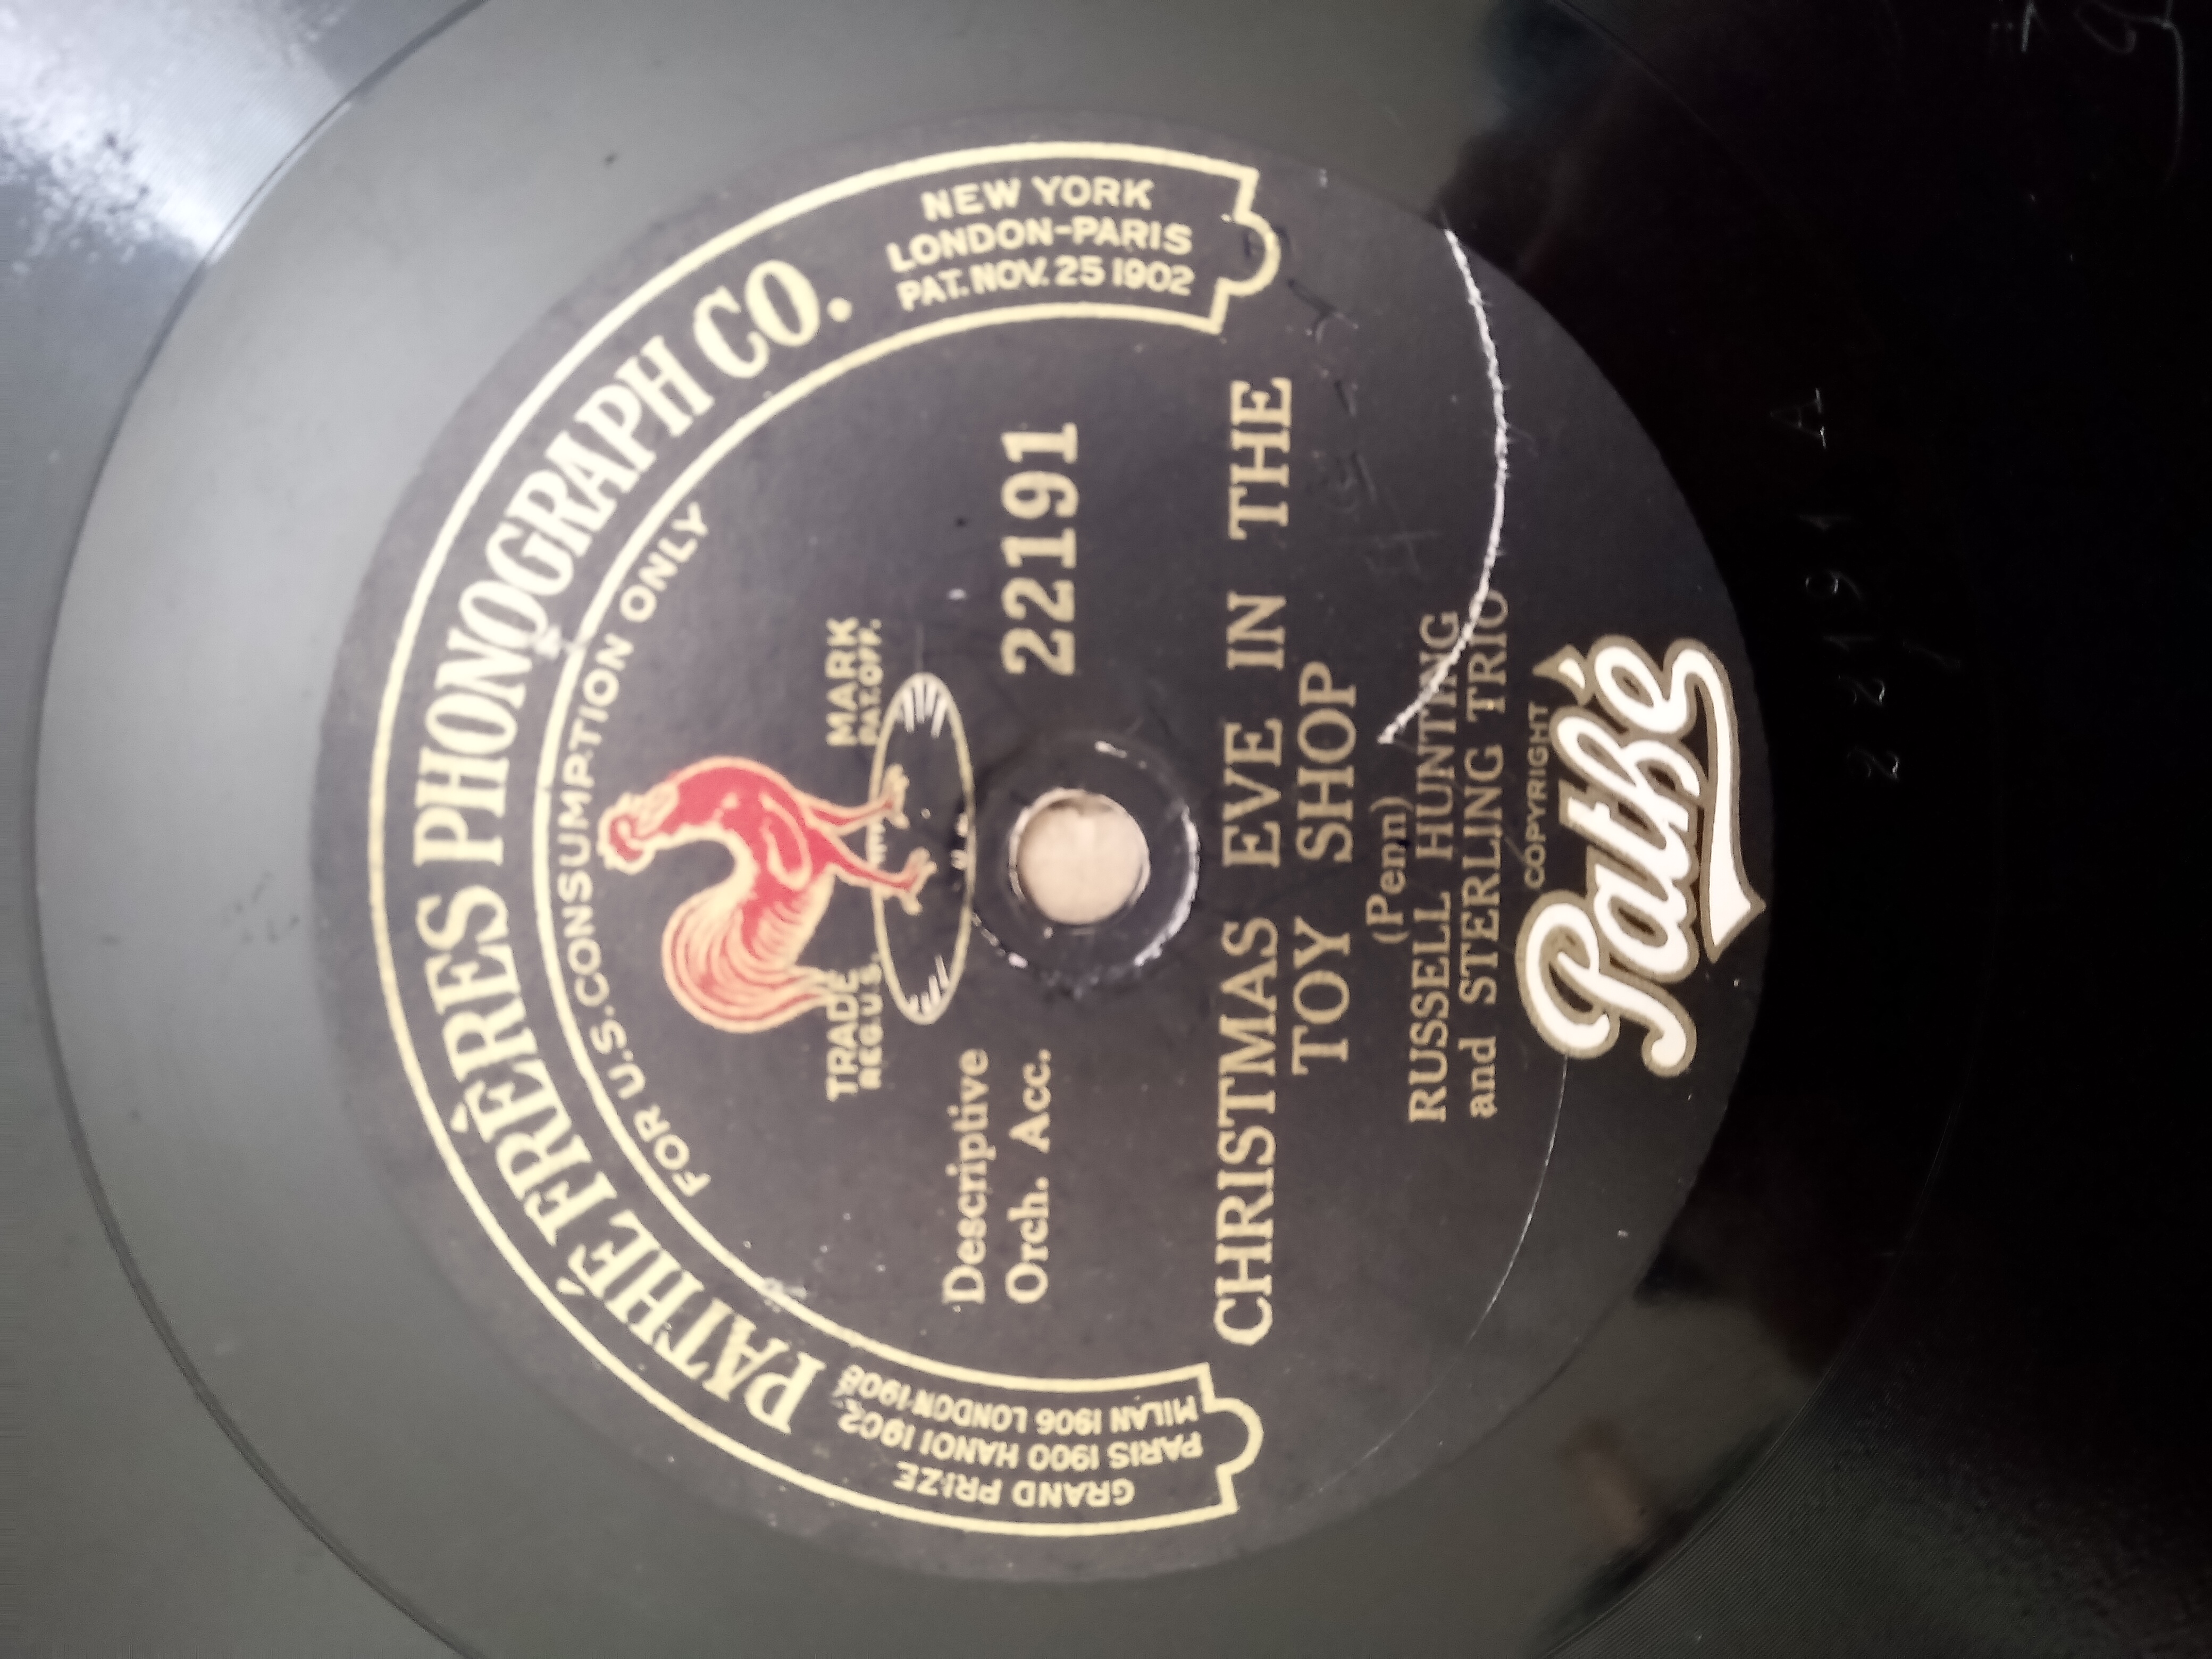 PATHÉ FRÈRES PHONOGRAPH CO.
GRAND PRIZE
PARIS 1900 HANOI 1902
MILAN 1906 LONDON 1908
NEW YORK
LONDON-PARIS
PAT. NOV. 25 1902
FOR U.S. CONSUMPTION ONLY
TRADE MARK
REG. U.S. PAT. OFF.
Descriptive
Orch. Acc.
22191
CHRISTMAS EVE IN THE
TOY SHOP
(Penn)
RUSSELL HUNTING
and STERLING TRIO
COPYRIGHT
Pathé
22191 A